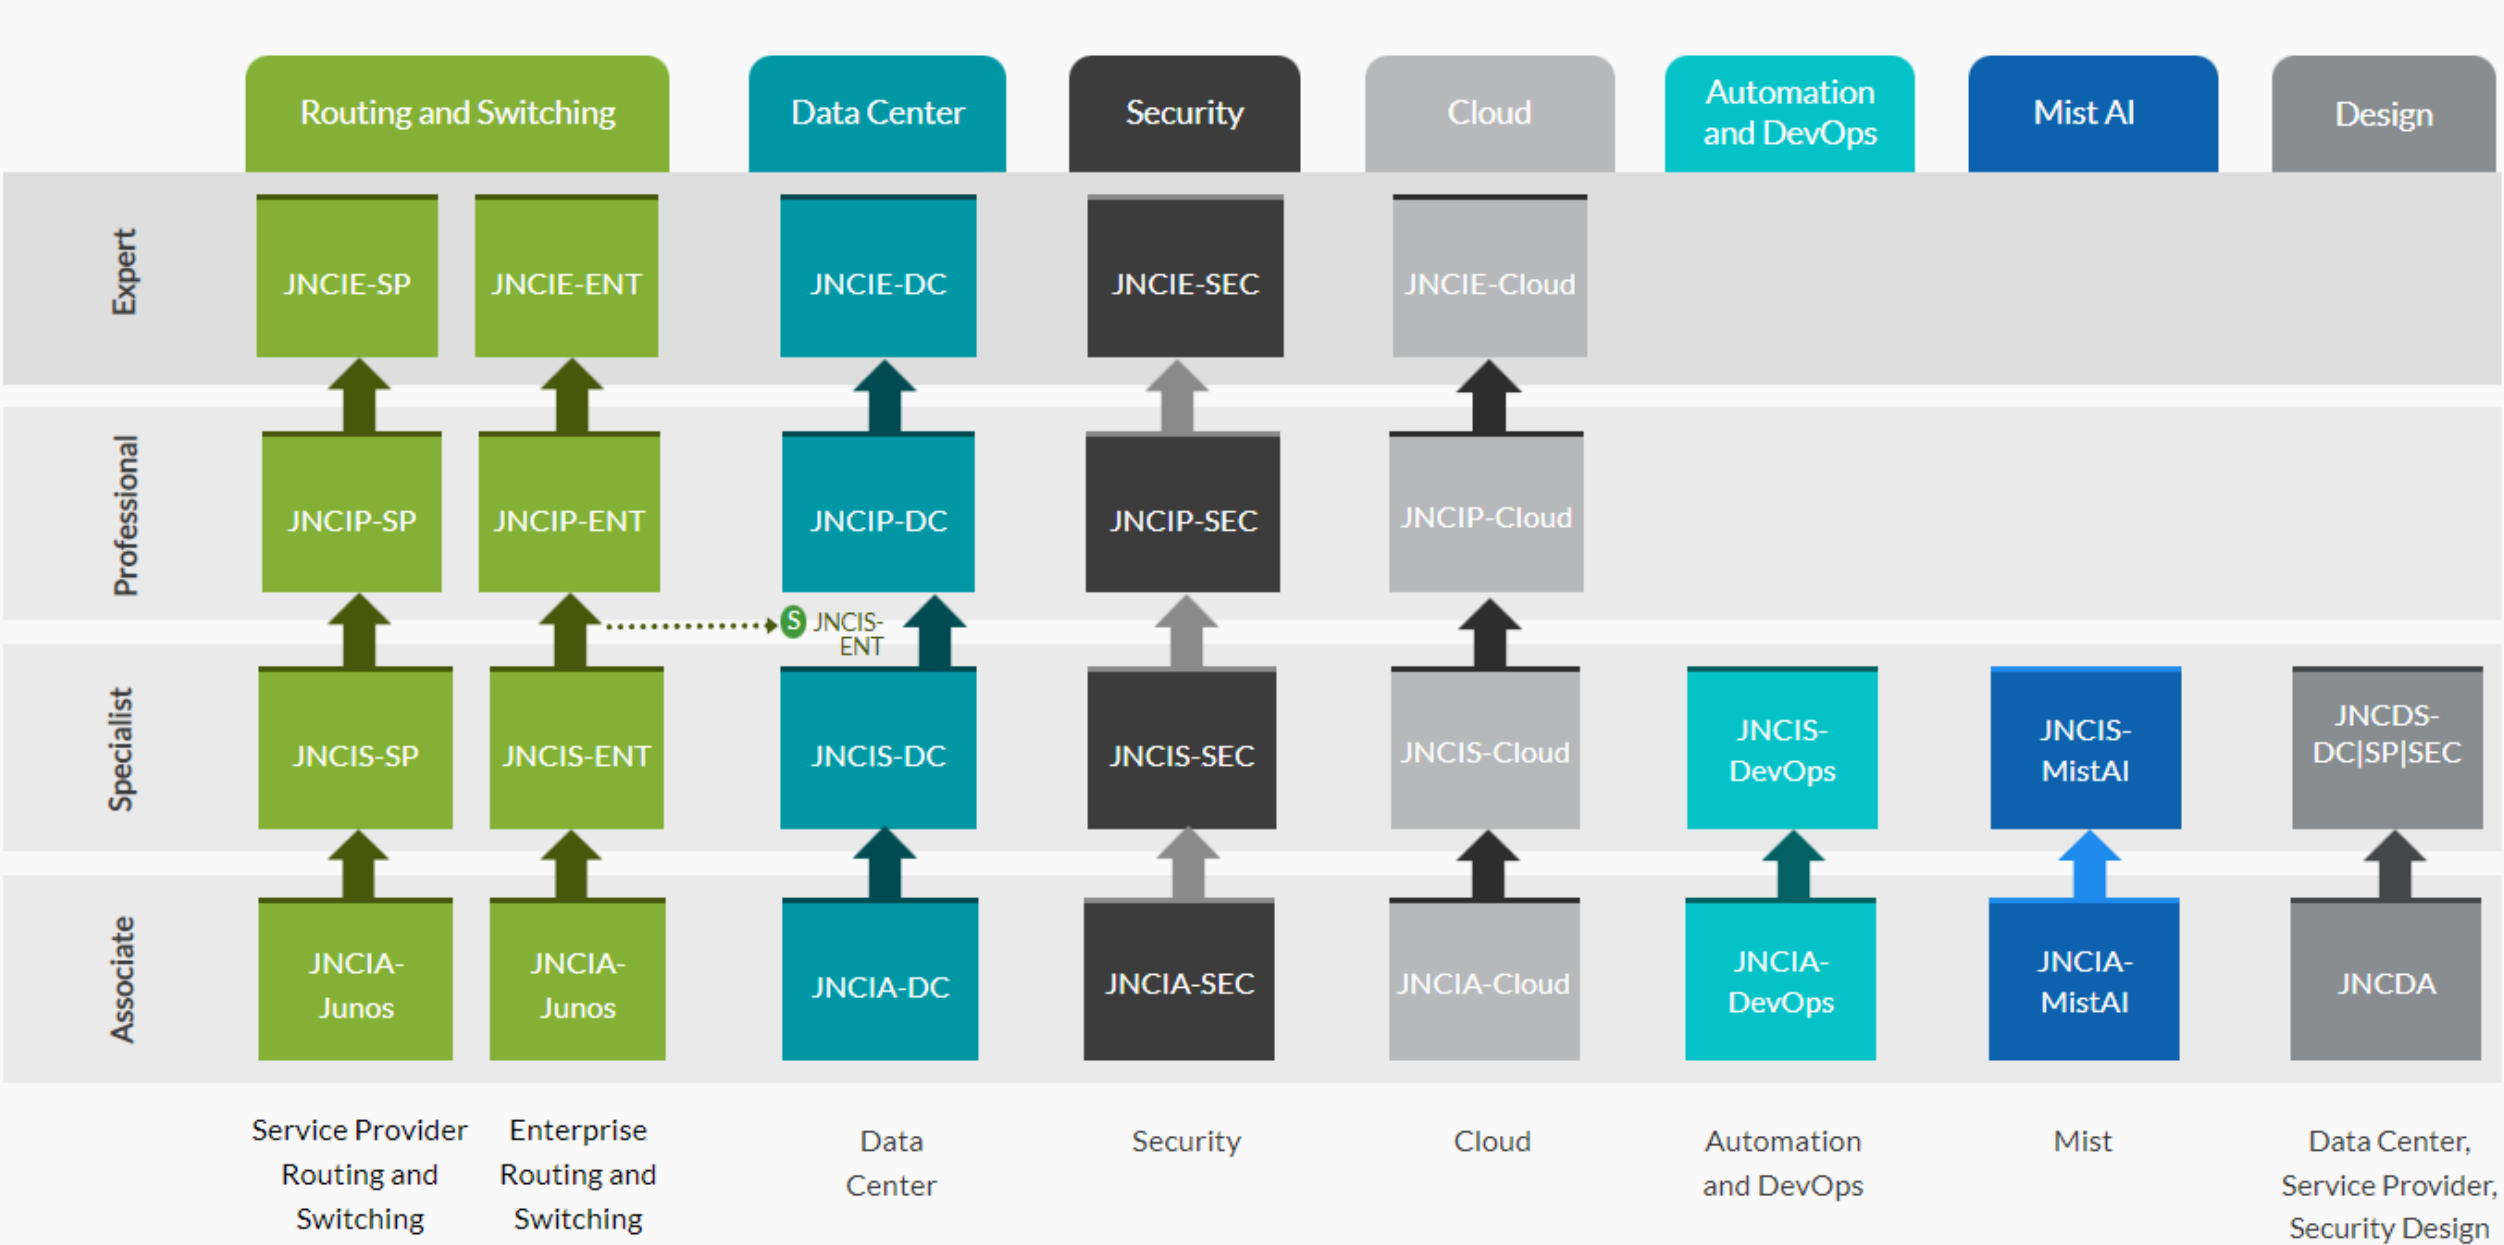 Routing and Switching
Data Center
Security
Cloud
Automation
and DevOps
Mist AI
Design
Expert
JNCIE-SP
JNCIE-ENT
JNCIE-DC
JNCIE-SEC
JNCIE-Cloud
Professional
JNCIP-SP
JNCIP-ENT
JNCIP-DC
JNCIP-SEC
JNCIP-Cloud
S
JNCIS-
ENT
Specialist
JNCIS-SP
JNCIS-ENT
JNCIS-DC
JNCIS-SEC
JNCIS-Cloud
JNCIS-
DevOps
JNCIS-
MistAI
JNCDS-
DC|SP|SEC
Associate
JNCIA-
Junos
JNCIA-
Junos
JNCIA-DC
JNCIA-SEC
JNCIA-Cloud
JNCIA-
DevOps
JNCIA-
MistAI
JNCDA
Service Provider
Routing and
Switching
Enterprise
Routing and
Switching
Data
Center
Security
Cloud
Automation
and DevOps
Mist
Data Center,
Service Provider,
Security Design